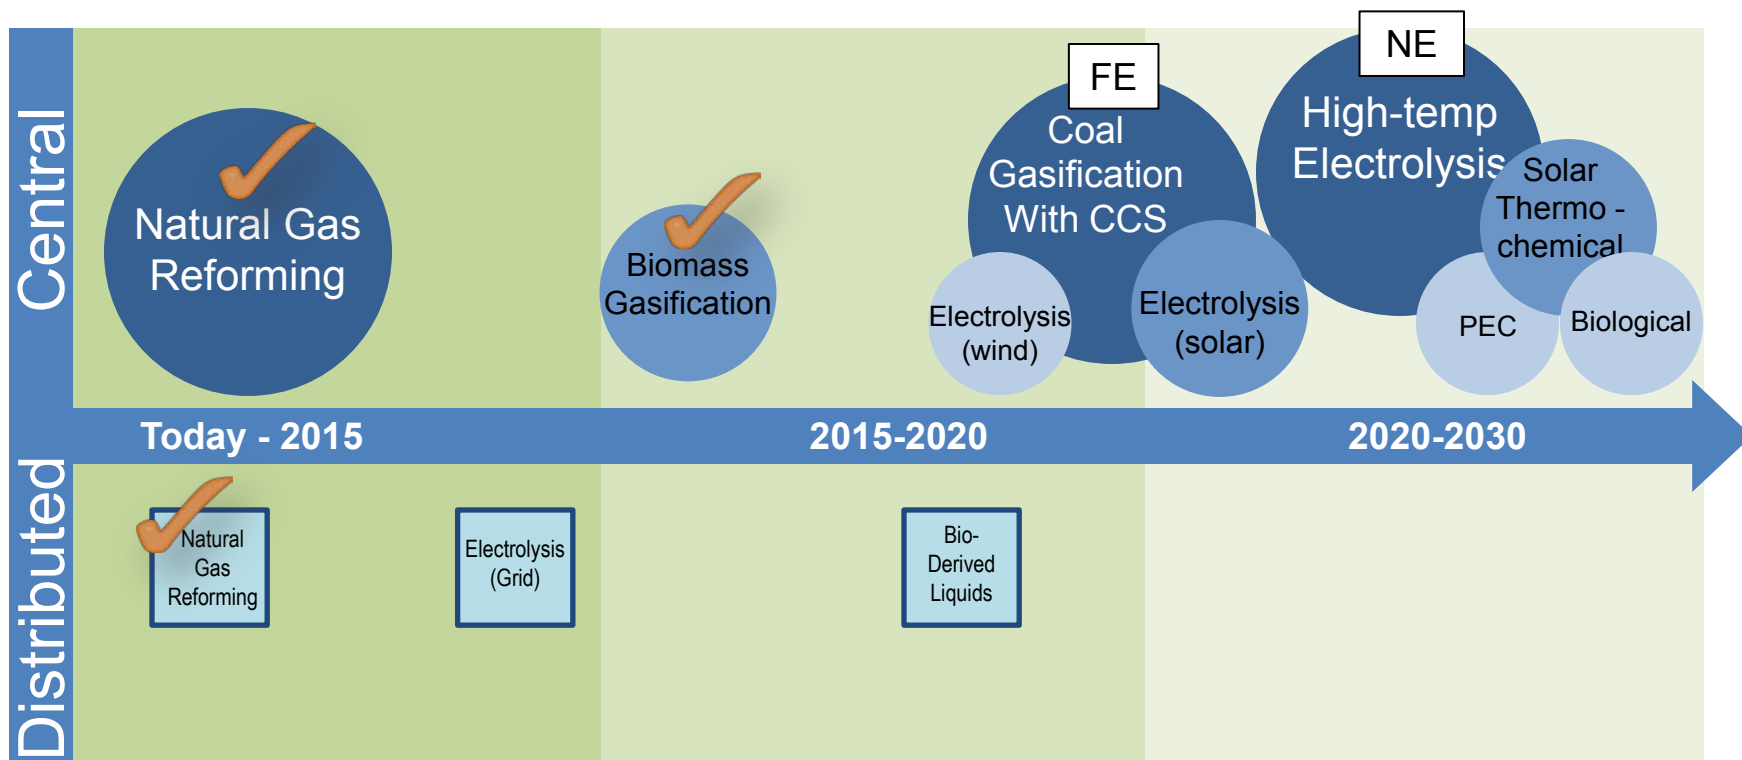 Central
Natural Gas
Reforming
Biomass
Gasification
FE
Coal
Gasification
With CCS
Electrolysis
(wind)
Electrolysis
(solar)
NE
High-temp
Electrolysis
Solar
Thermo -
chemical
PEC
Biological
Today - 2015
2015-2020
2020-2030
Distributed
Natural
Gas
Reforming
Electrolysis
(Grid)
Bio-
Derived
Liquids